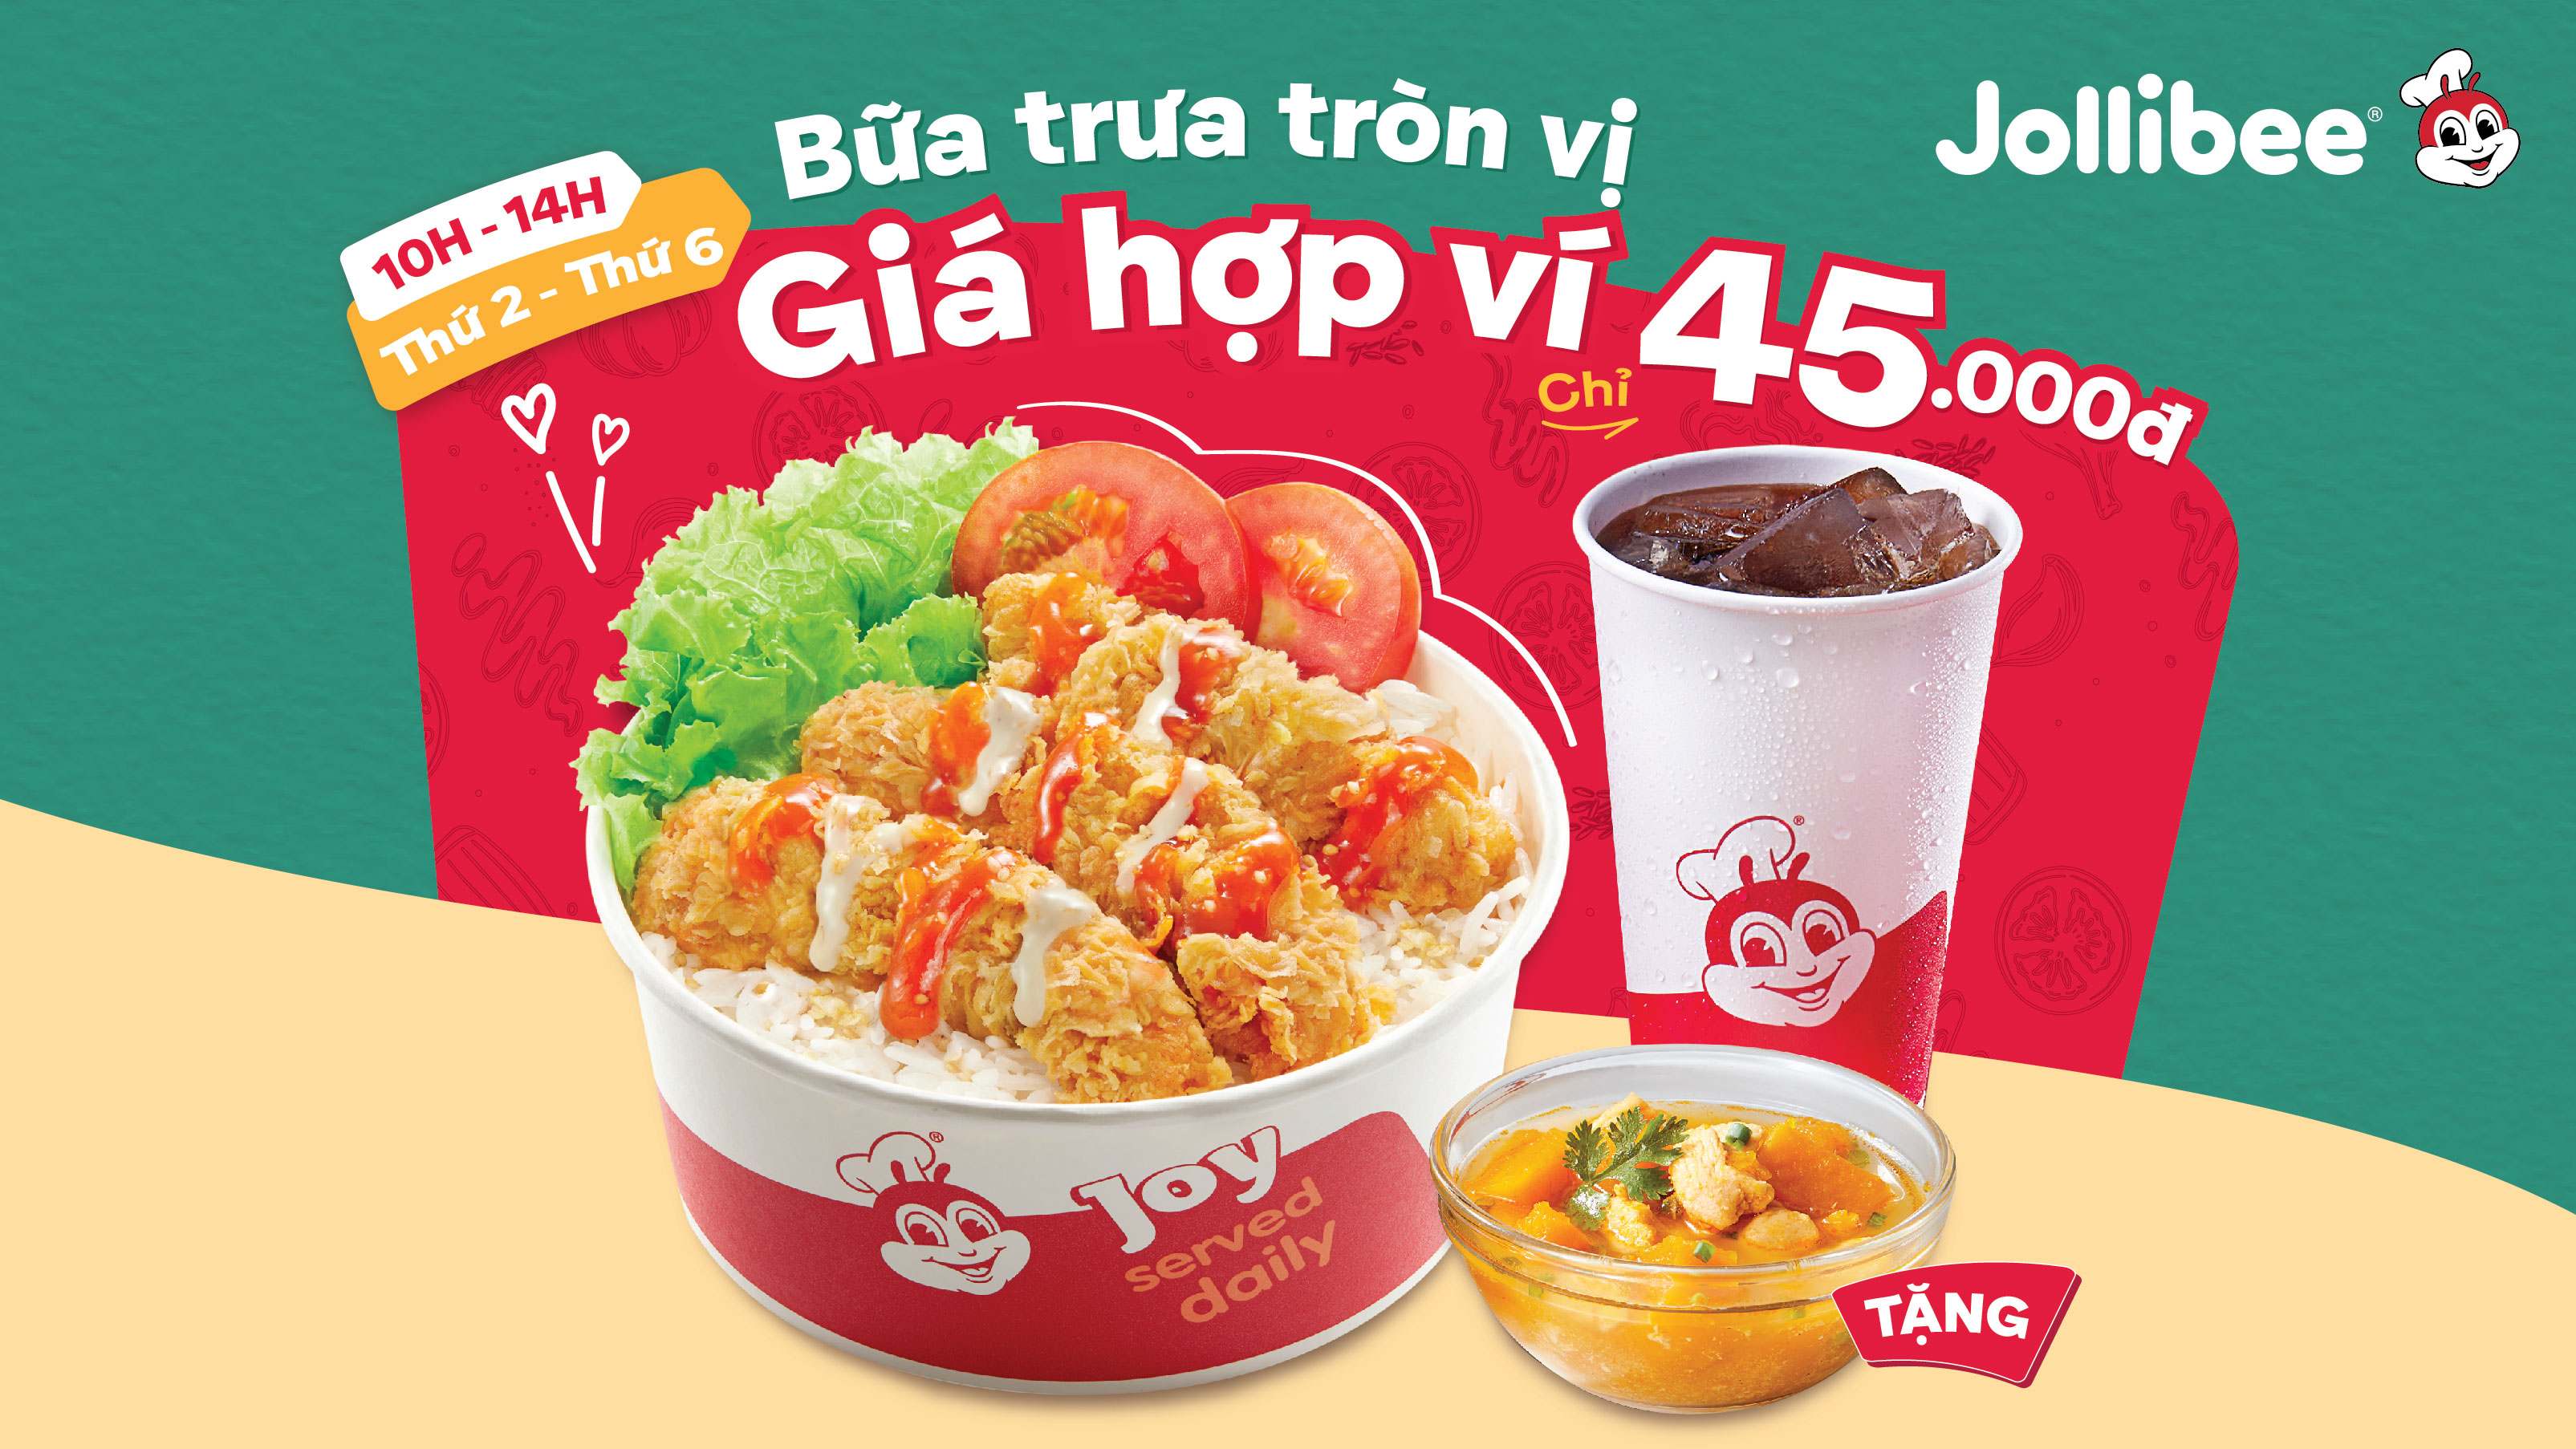 Jollibee®
10H - 14H
Thứ 2 - Thứ 6
Bữa trưa tròn vị
Giá hợp ví
Chỉ
45.000đ
®
®
Joy
served
daily
TẶNG